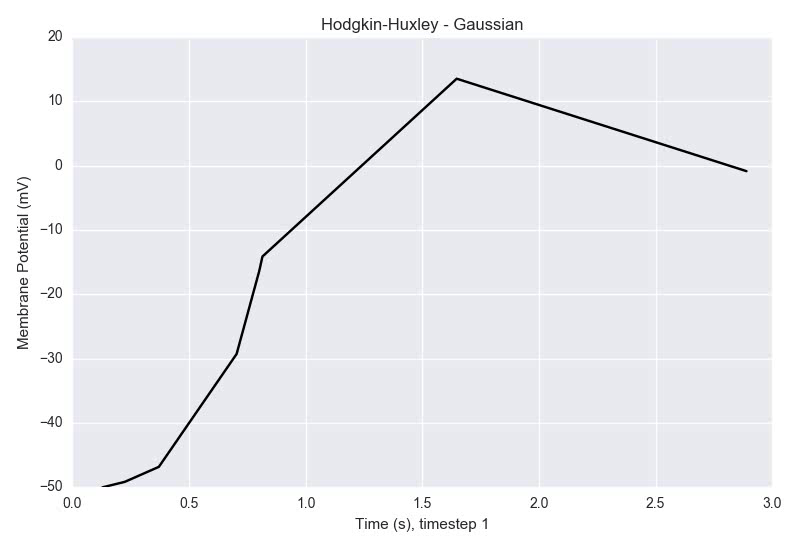 Hodgkin-Huxley - Gaussian
20
10
0
−10
−20
−30
−40
−50
Membrane Potential (mV)
0.0 0.5 1.0 1.5 2.0 2.5 3.0
Time (s), timestep 1